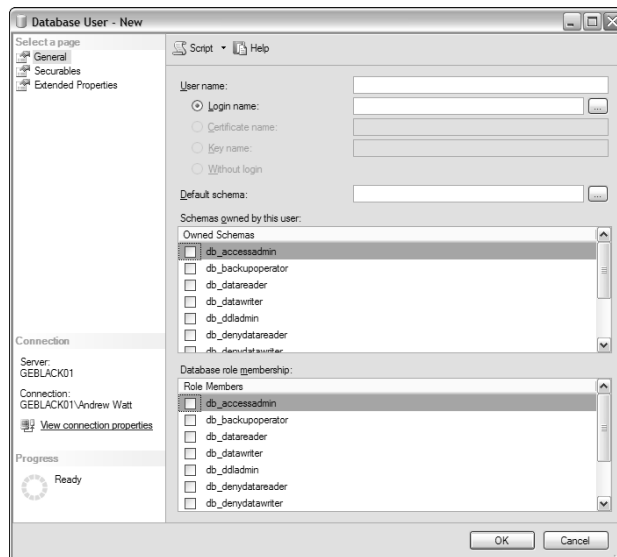 Database User - New
Select a page
General
Securables
Extended Properties
Script
Help
User name:
Login name:
...
Certificate name:
Key name:
Without login
Default schema:
...
Schemas owned by this user:
Owned Schemas
db_accessadmin
db_backupoperator
db_datareader
db_datawriter
db_ddladmin
db_denydatareader
db_denydatawriter
Database role membership:
Role Members
db_accessadmin
db_backupoperator
db_datareader
db_datawriter
db_ddladmin
db_denydatareader
db_denydatawriter
Connection
Server:
GEBLACK01
Connection:
GEBLACK01\Andrew Watt
View connection properties
Progress
Ready
OK
Cancel